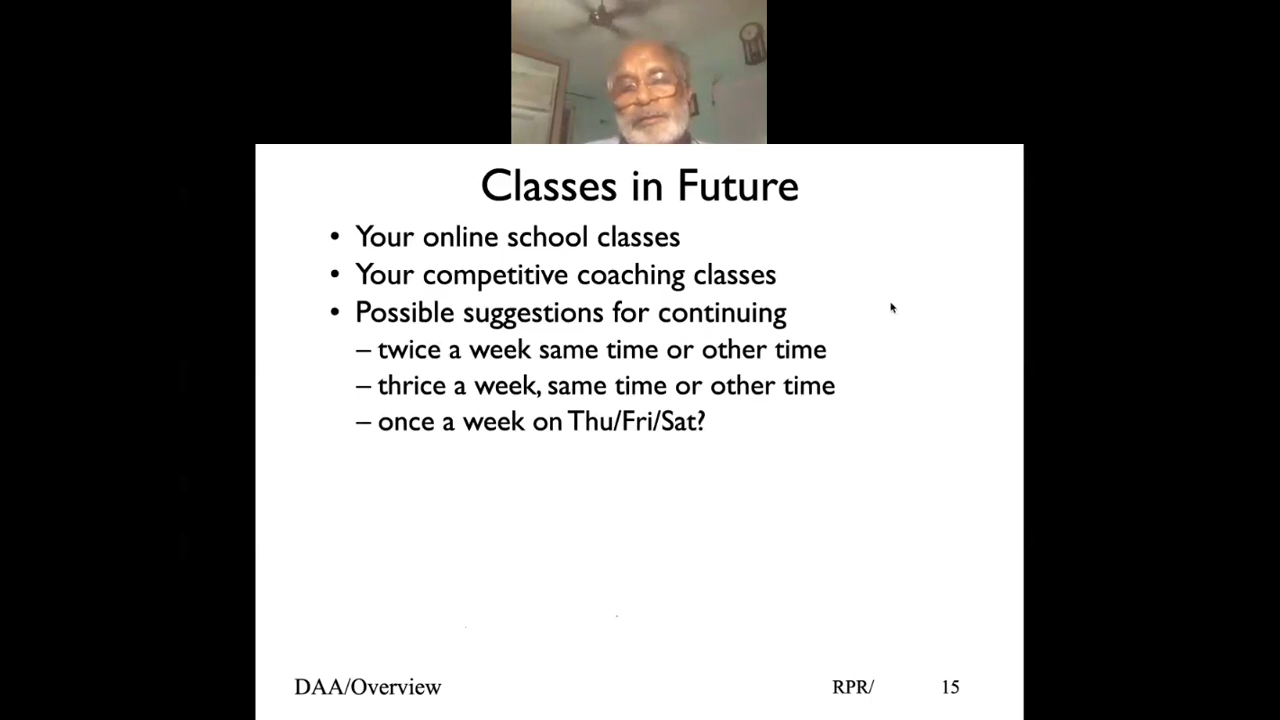 Classes in Future
• Your online school classes
• Your competitive coaching classes
• Possible suggestions for continuing
– twice a week same time or other time
– thrice a week, same time or other time
– once a week on Thu/Fri/Sat?
DAA/Overview RPR/ 15